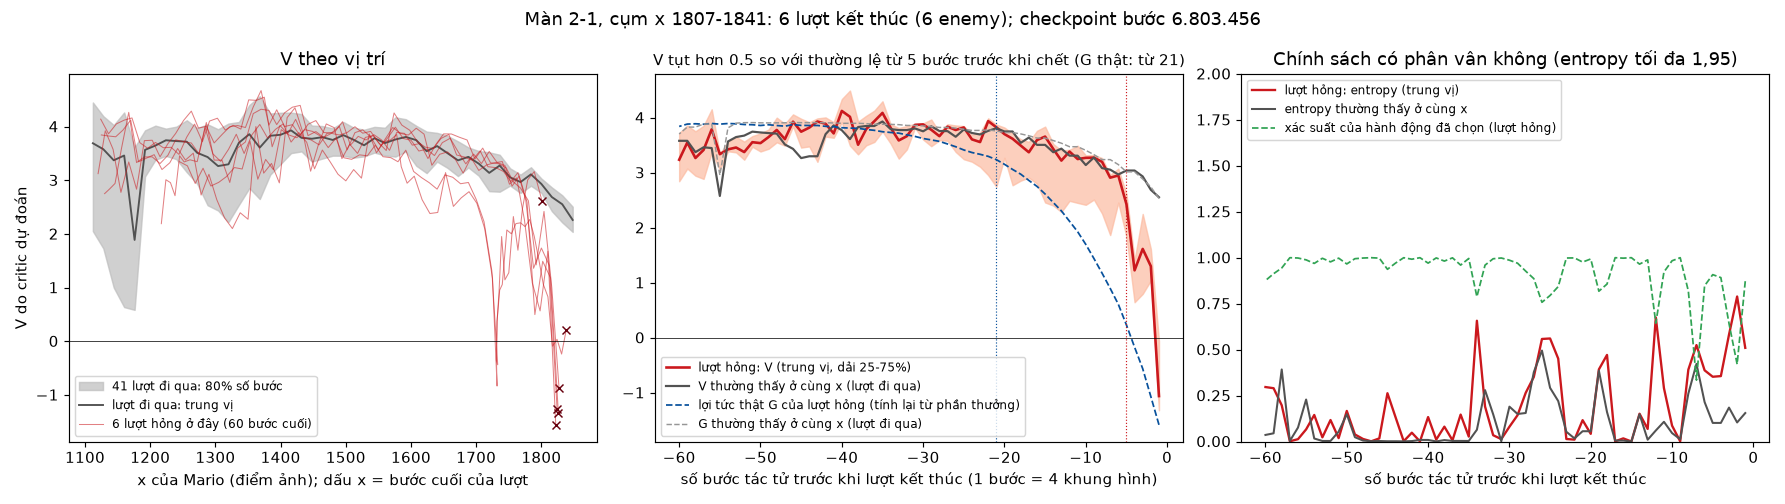 Màn 2-1, cụm x 1807-1841: 6 lượt kết thúc (6 enemy); checkpoint bước 6.803.456
V theo vị trí
V do critic dự đoán
4
3
2
1
0
−1
41 lượt đi qua: 80% số bước
lượt đi qua: trung vị
6 lượt hỏng ở đây (60 bước cuối)
1100 1200 1300 1400 1500 1600 1700 1800
x của Mario (điểm ảnh); dấu x = bước cuối của lượt
V tụt hơn 0.5 so với thường lệ từ 5 bước trước khi chết (G thật: từ 21)
4
3
2
1
0
−1
lượt hỏng: V (trung vị, dải 25-75%)
V thường thấy ở cùng x (lượt đi qua)
lợi tức thật G của lượt hỏng (tính lại từ phần thưởng)
G thường thấy ở cùng x (lượt đi qua)
−60 −50 −40 −30 −20 −10 0
số bước tác tử trước khi lượt kết thúc (1 bước = 4 khung hình)
Chính sách có phân vân không (entropy tối đa 1,95)
2.00
1.75
1.50
1.25
1.00
0.75
0.50
0.25
0.00
lượt hỏng: entropy (trung vị)
entropy thường thấy ở cùng x
xác suất của hành động đã chọn (lượt hỏng)
−60 −50 −40 −30 −20 −10 0
số bước tác tử trước khi lượt kết thúc